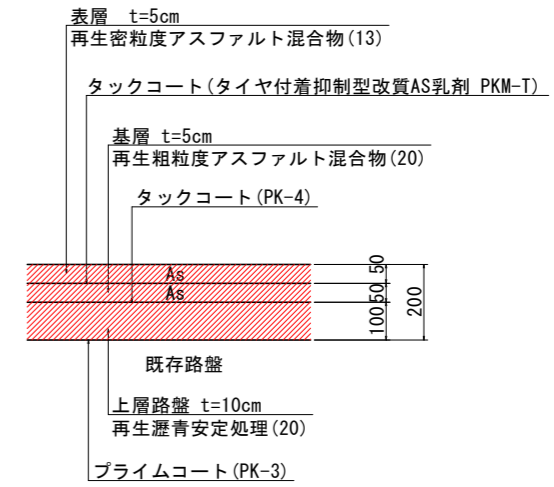 表層 t=5cm
再生密粒度アスファルト混合物(13)
タックコート(タイヤ付着抑制型改質AS乳剤 PKM-T)
基層 t=5cm
再生粗粒度アスファルト混合物(20)
タックコート(PK-4)
As
As
50
50
100
200
既存路盤
上層路盤 t=10cm
再生瀝青安定処理(20)
プライムコート(PK-3)